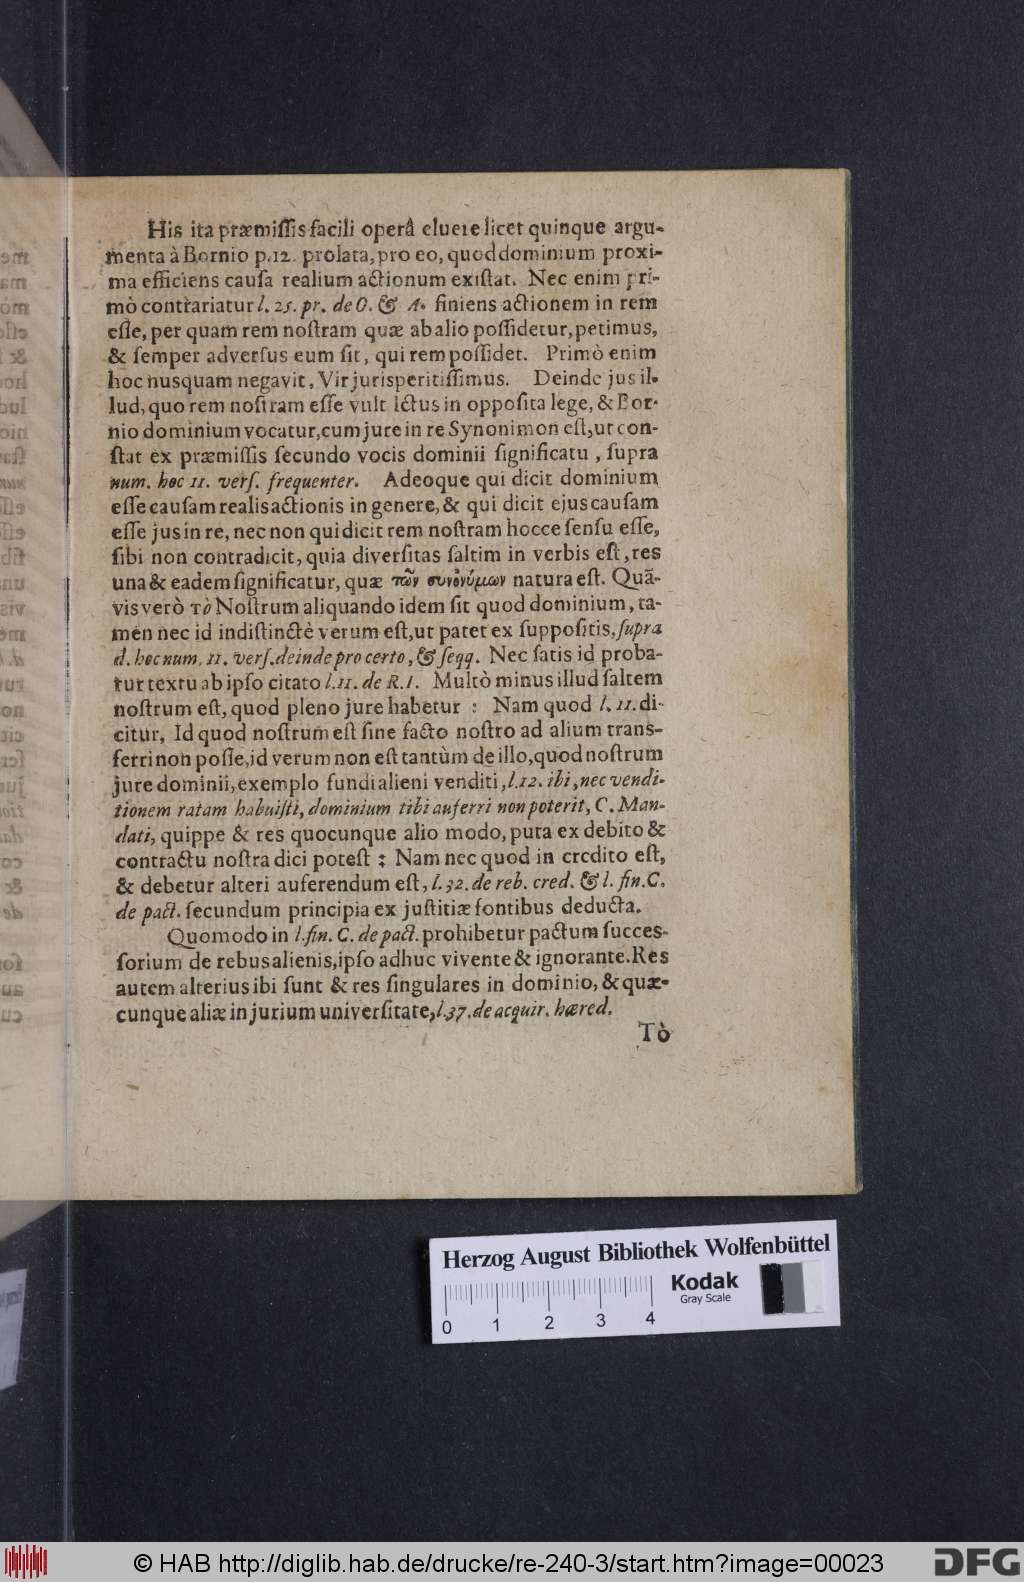 His ita præmiſſis facili operâ eluere licet quinque argu-
menta à Bornio p.12. prolata, pro eo, quod dominium proxi-
ma efficiens cauſa realium actionum exiſtat. Nec enim pri-
mò contrariatur l. 25. pr. de O. & A. finiens actionem in rem
eſſe, per quam rem noſtram quæ ab alio poſſidetur, petimus,
& ſemper adverſus eum ſit, qui rem poſſidet. Primò enim
hoc nusquam negavit, Vir jurisperitiſſimus. Deinde jus il-
lud, quo rem noſtram eſſe vult Ictus in oppoſita lege, & Bor-
nio dominium vocatur, cum jure in re Synonimon eſt, ut con-
ſtat ex præmiſſis ſecundo vocis dominii ſignificatu, ſupra
num. hoc 11. verſ. frequenter. Adeoque qui dicit dominium
eſſe cauſam realis actionis in genere, & qui dicit ejus cauſam
eſſe jus in re, nec non qui dicit rem noſtram hocce ſenſu eſſe,
ſibi non contradicit, quia diverſitas ſaltim in verbis eſt, res
una & eadem ſignificatur, quæ τῶν συνονύμων natura eſt. Quã-
vis verò τὸ Noſtrum aliquando idem ſit quod dominium, ta-
men nec id indiſtinctè verum eſt, ut patet ex ſuppoſitis, ſupra
d. hoc num. 11. verſ. deinde pro certo, & ſeqq. Nec ſatis id proba-
tur textu ab ipſo citato l. 11. de R. I. Multò minus illud ſaltem
noſtrum eſt, quod pleno jure habetur : Nam quod l. 11. di-
citur, Id quod noſtrum eſt ſine facto noſtro ad alium trans-
ferri non poſſe, id verum non eſt tantùm de illo, quod noſtrum
jure dominii, exemplo fundi alieni venditi, l. 12. ibi, nec vendi-
tionem ratam habuiſti, dominium tibi auferri non poterit, C. Man-
dati, quippe & res quocunque alio modo, puta ex debito &
contractu noſtra dici poteſt : Nam nec quod in credito eſt,
& debetur alteri auferendum eſt, l. 32. de reb. cred. & l. fin. C.
de pact. ſecundum principia ex juſtitiæ fontibus deducta.
Quomodo in l. fin. C. de pact. prohibetur pactum ſucces-
ſorium de rebus alienis, ipſo adhuc vivente & ignorante. Res
autem alterius ibi ſunt & res ſingulares in dominio, & quæ-
cunque aliæ in jurium univerſitate, l. 37. de acquir. hæred.
Tò
Herzog August Bibliothek Wolfenbüttel
Kodak
Gray Scale
0 1 2 3 4
© HAB http://diglib.hab.de/drucke/re-240-3/start.htm?image=00023
DFG